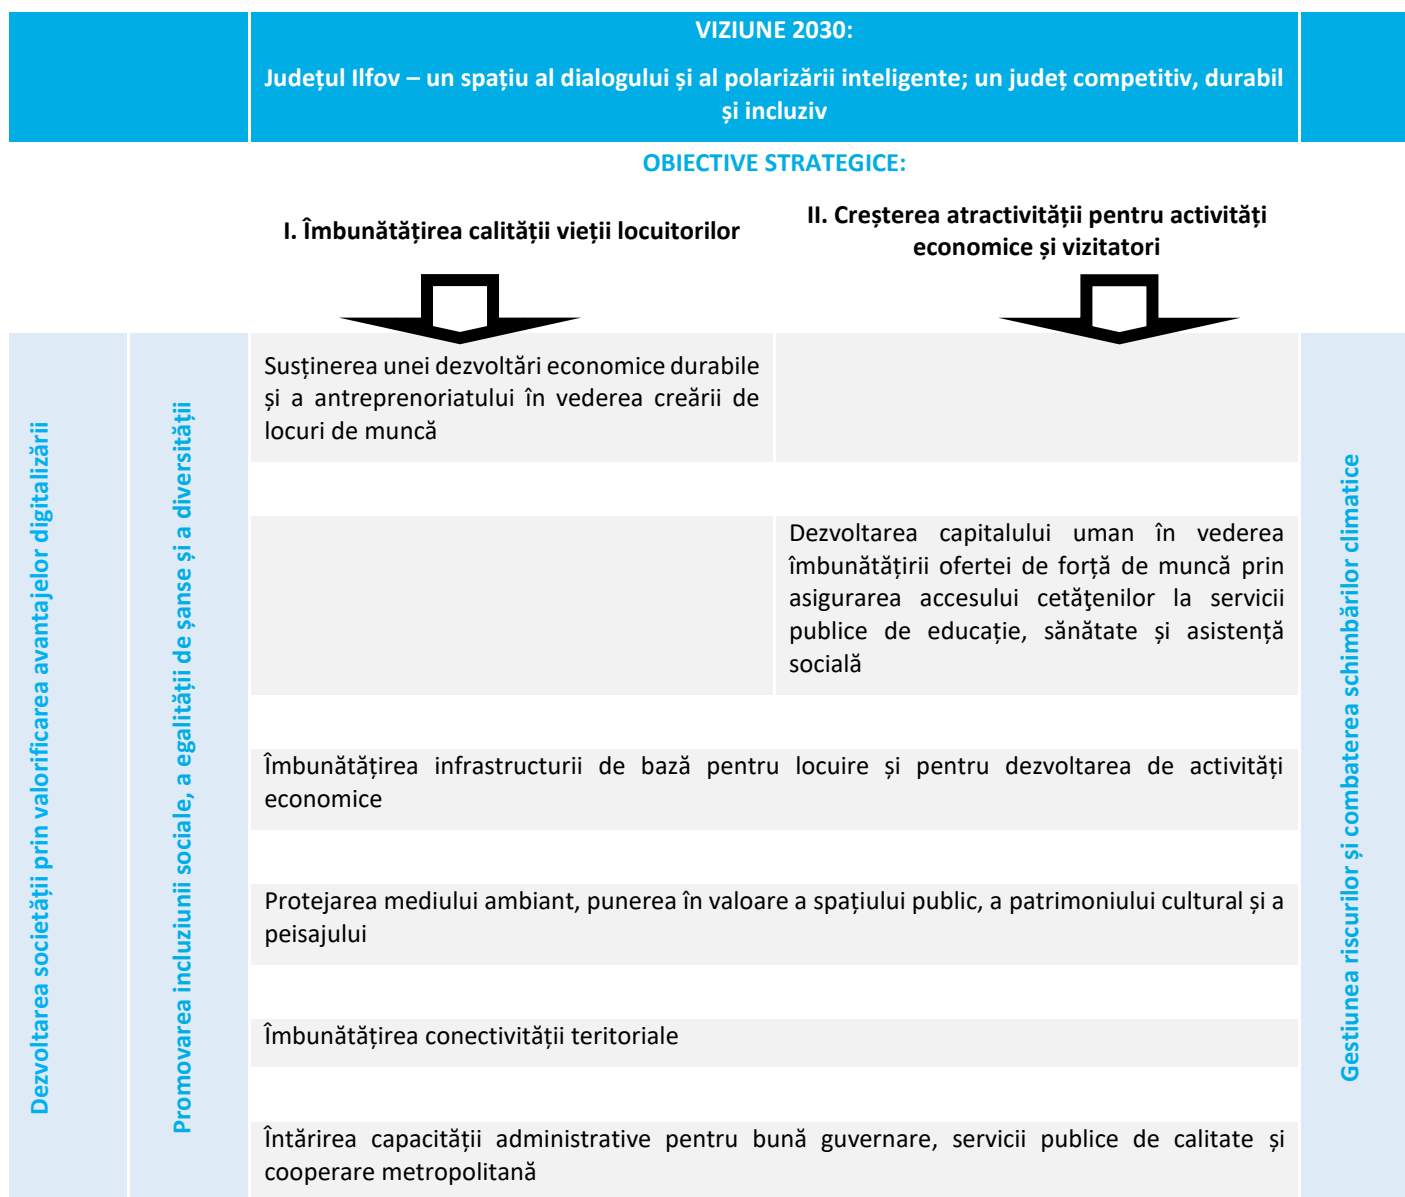 VIZIUNE 2030:
Județul Ilfov – un spațiu al dialogului și al polarizării inteligente; un județ competitiv, durabil
și incluziv
OBIECTIVE STRATEGICE:
I. Îmbunătățirea calității vieții locuitorilor
II. Creșterea atractivității pentru activități
economice și vizitatori
Dezvoltarea societății prin valorificarea avantajelor digitalizării
Promovarea incluziunii sociale, a egalității de șanse și a diversității
Susținerea unei dezvoltări economice durabile
și a antreprenoriatului în vederea creării de
locuri de muncă
Dezvoltarea capitalului uman în vederea
îmbunătățirii ofertei de forță de muncă prin
asigurarea accesului cetăţenilor la servicii
publice de educație, sănătate și asistență
socială
Îmbunătățirea infrastructurii de bază pentru locuire și pentru dezvoltarea de activități
economice
Protejarea mediului ambiant, punerea în valoare a spațiului public, a patrimoniului cultural și a
peisajului
Îmbunătățirea conectivității teritoriale
Întărirea capacității administrative pentru bună guvernare, servicii publice de calitate și
cooperare metropolitană
Gestiunea riscurilor și combaterea schimbărilor climatice